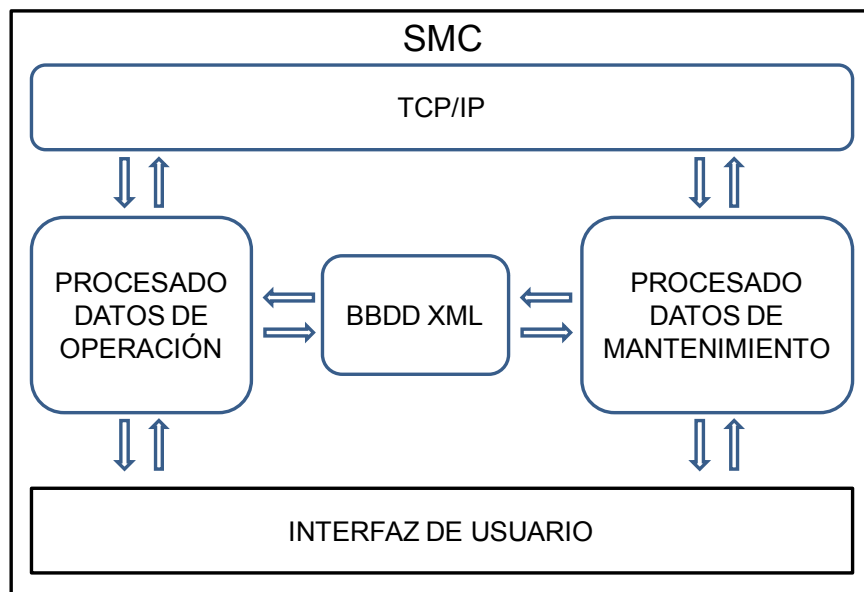 SMC
TCP/IP
PROCESADO
DATOS DE
OPERACIÓN
BBDD XML
PROCESADO
DATOS DE
MANTENIMIENTO
INTERFAZ DE USUARIO